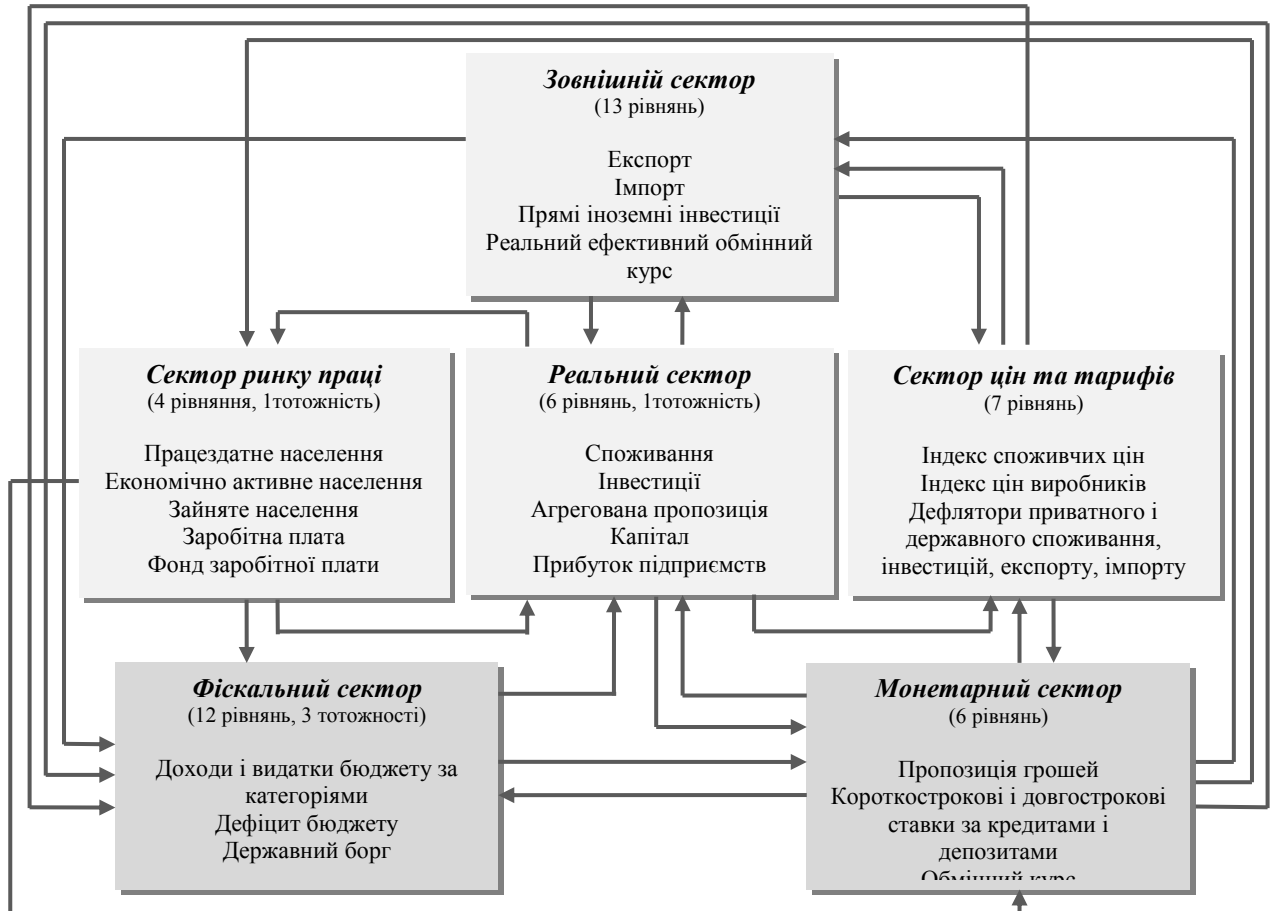 Зовнішній сектор
(13 рівнянь)
Експорт
Імпорт
Прямі іноземні інвестиції
Реальний ефективний обмінний
курс
Сектор ринку праці
(4 рівняння, 1тотожність)
Працездатне населення
Економічно активне населення
Зайняте населення
Заробітна плата
Фонд заробітної плати
Реальний сектор
(6 рівнянь, 1тотожність)
Споживання
Інвестиції
Агрегована пропозиція
Капітал
Прибуток підприємств
Сектор цін та тарифів
(7 рівнянь)
Індекс споживчих цін
Індекс цін виробників
Дефлятори приватного і
державного споживання,
інвестицій, експорту, імпорту
Фіскальний сектор
(12 рівнянь, 3 тотожності)
Доходи і видатки бюджету за
категоріями
Дефіцит бюджету
Державний борг
Монетарний сектор
(6 рівнянь)
Пропозиція грошей
Короткострокові і довгострокові
ставки за кредитами і
депозитами
Обмінний курс